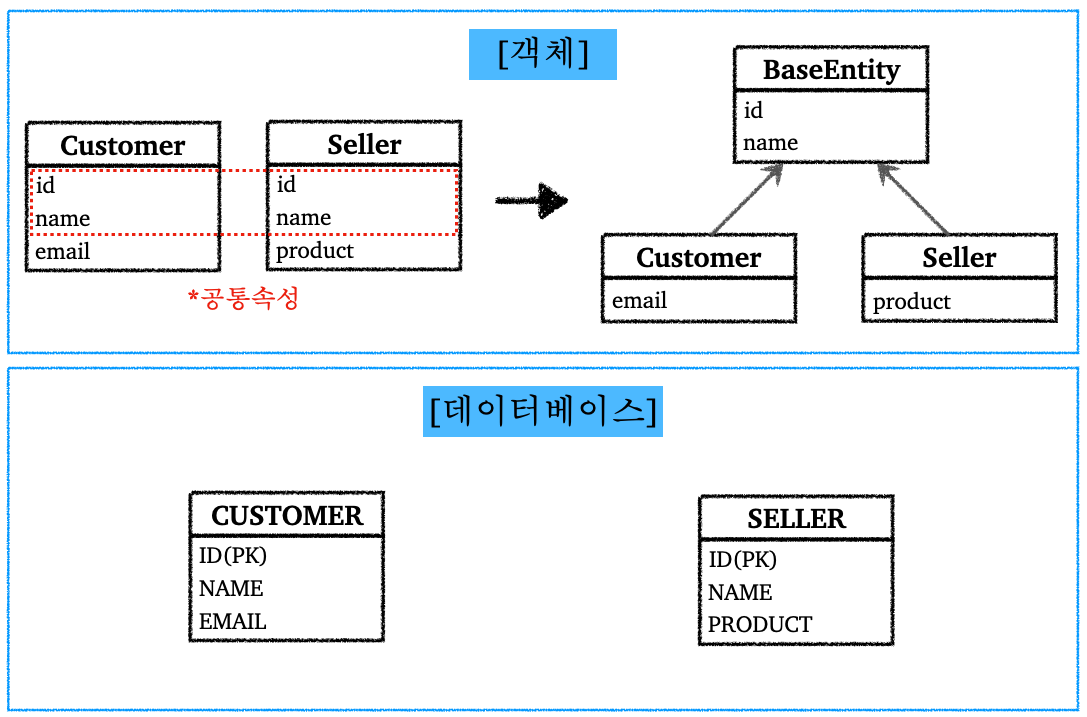 [객체]
Customer
id
name
email
Seller
id
name
product
*공통속성
BaseEntity
id
name
Customer
email
Seller
product
[데이터베이스]
CUSTOMER
ID(PK)
NAME
EMAIL
SELLER
ID(PK)
NAME
PRODUCT